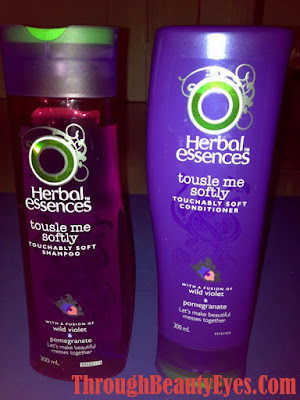 Herbal
essences
tousle me
softly
TOUCHABLY SOFT
SHAMPOO
WITH A FUSION OF
wild violet
&
pomegranate
Let's make beautiful
messes together
300 mL
Herbal
essences
tousle me
softly
TOUCHABLY SOFT
CONDITIONER
WITH A FUSION OF
wild violet
&
pomegranate
Let's make beautiful
messes together
300 mL
ThroughBeautyEyes.Com